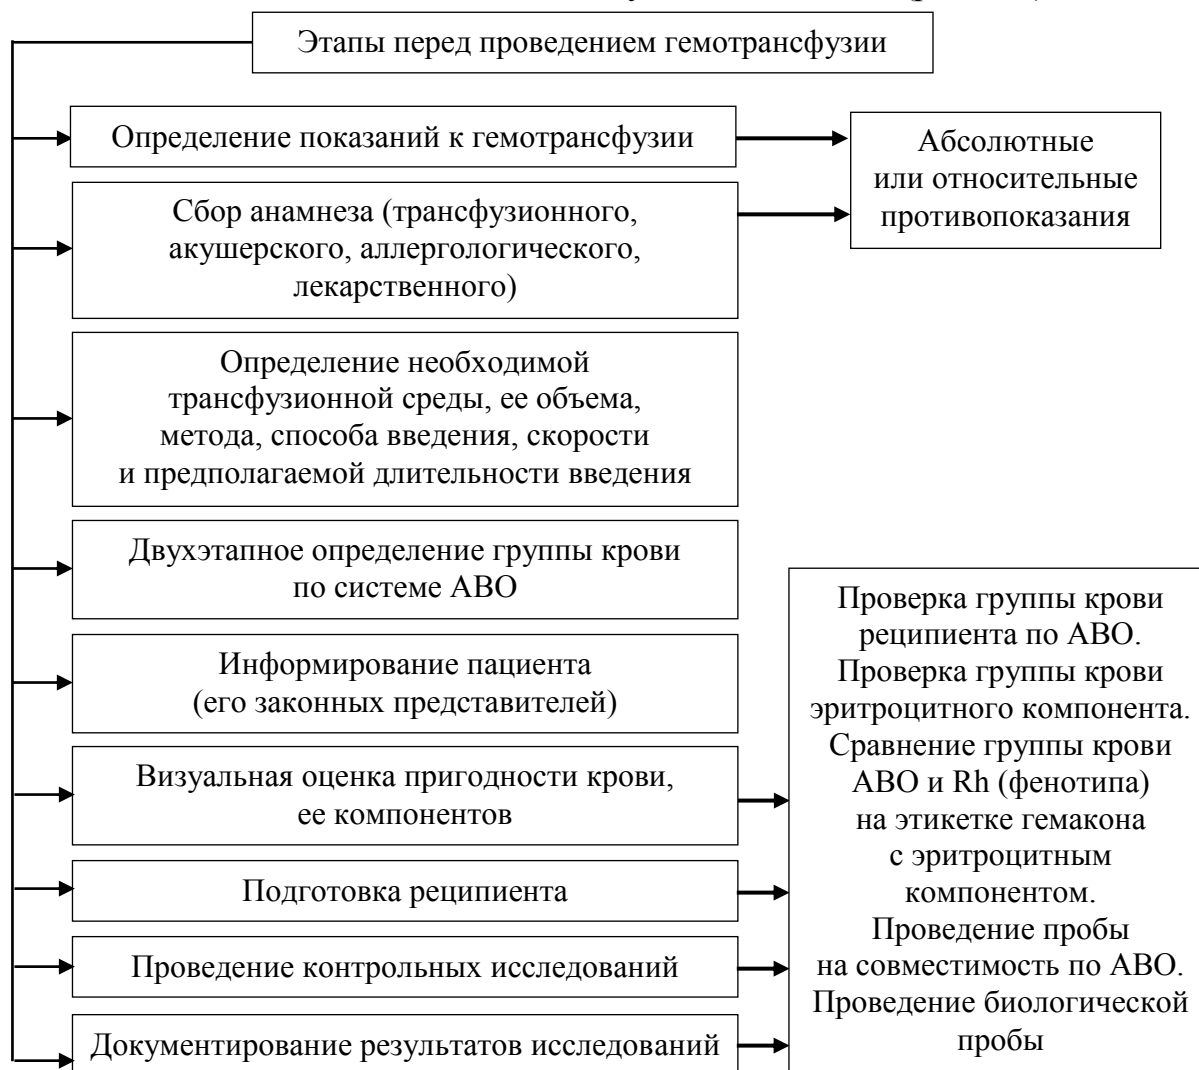 Этапы перед проведением гемотрансфузии
Определение показаний к гемотрансфузии
Абсолютные
или относительные
противопоказания
Сбор анамнеза (трансфузионного,
акушерского, аллергологического,
лекарственного)
Определение необходимой
трансфузионной среды, ее объема,
метода, способа введения, скорости
и предполагаемой длительности введения
Двухэтапное определение группы крови
по системе АВО
Информирование пациента
(его законных представителей)
Визуальная оценка пригодности крови,
ее компонентов
Подготовка реципиента
Проведение контрольных исследований
Документирование результатов исследований
Проверка группы крови
реципиента по АВО.
Проверка группы крови
эритроцитного компонента.
Сравнение группы крови
АВО и Rh (фенотипа)
на этикетке гемакона
с эритроцитным
компонентом.
Проведение пробы
на совместимость по АВО.
Проведение биологической
пробы